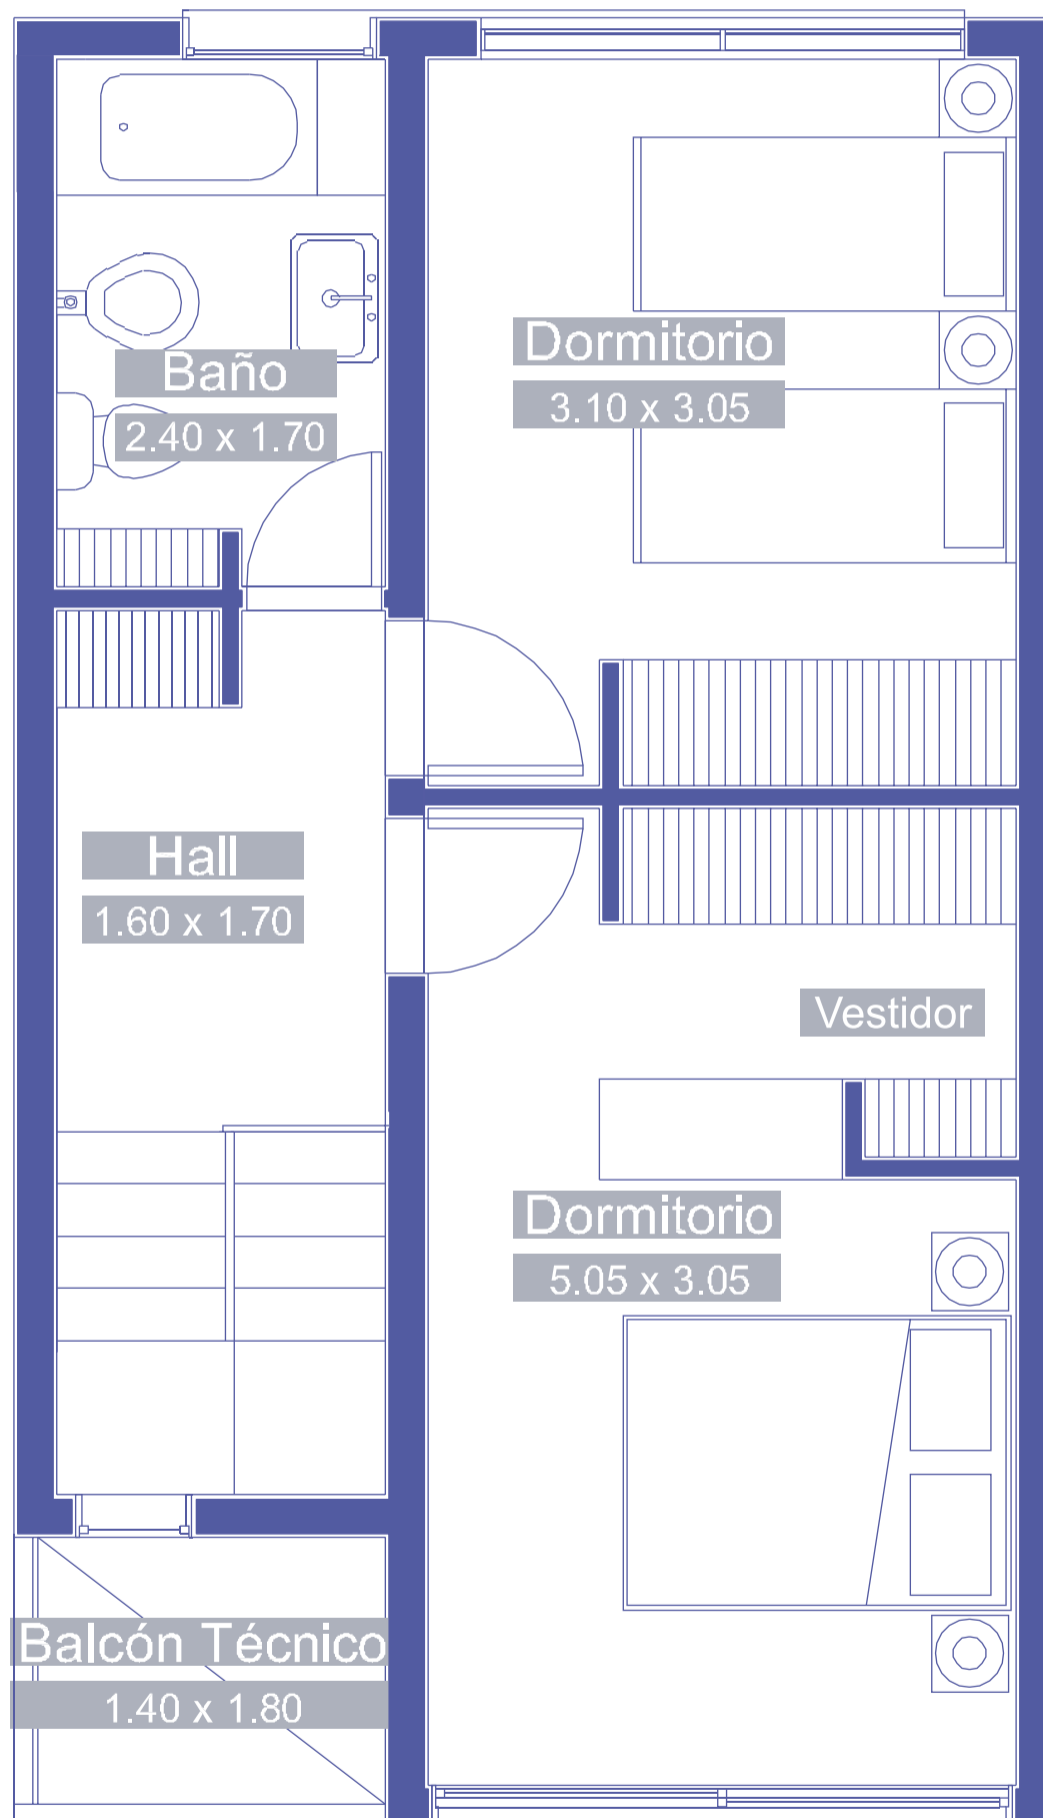 Dormitorio
3.10 x 3.05
Baño
2.40 x 1.70
Hall
1.60 x 1.70
Vestidor
Dormitorio
5.05 x 3.05
Balcón Técnico
1.40 x 1.80